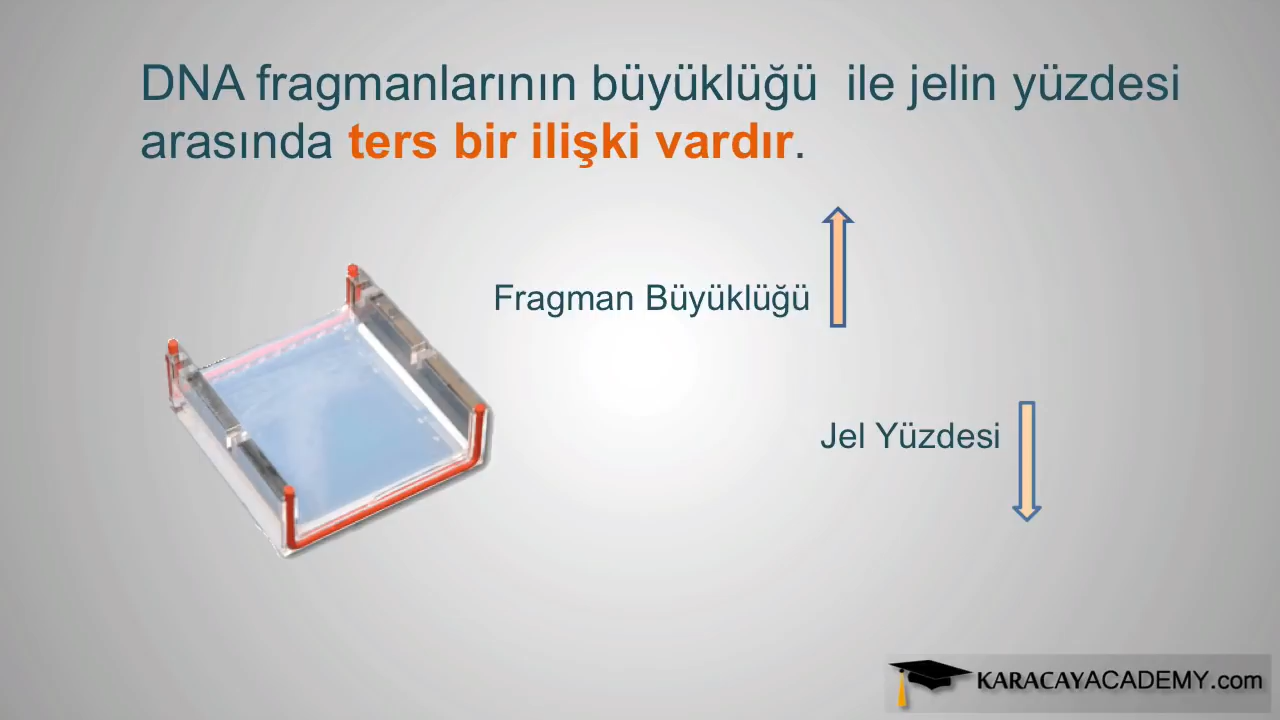 DNA fragmanlarının büyüklüğü ile jelin yüzdesi
arasında ters bir ilişki vardır.
Fragman Büyüklüğü
Jel Yüzdesi
KARACAYACADEMY.com